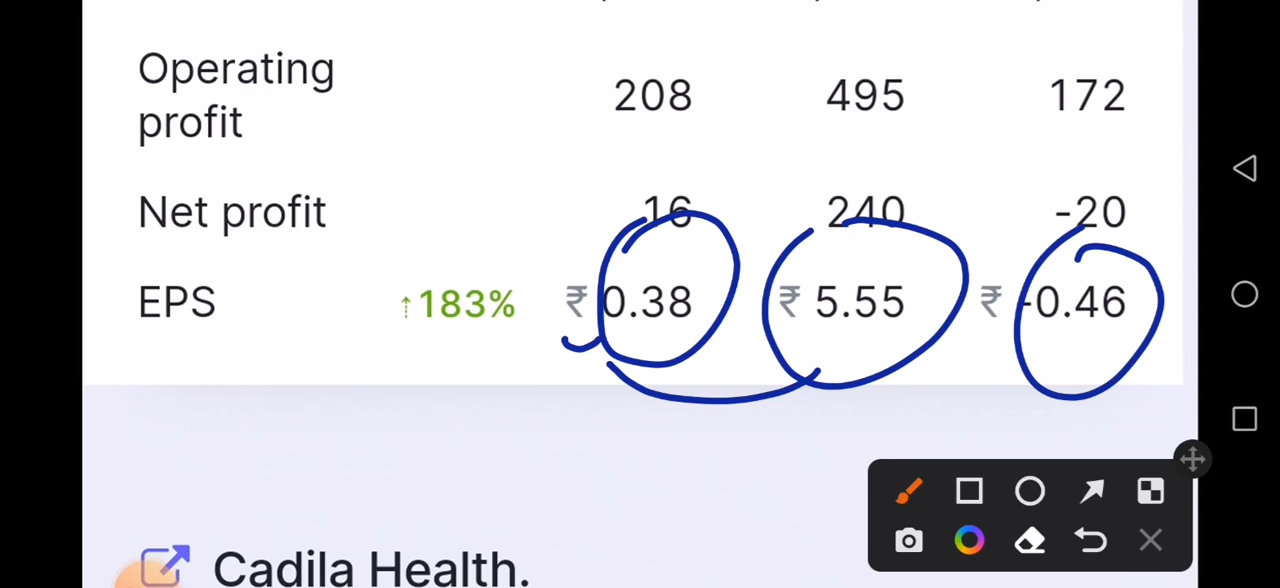 Operating
profit 208 495 172
Net profit 16 240 -20
EPS ↑183% ₹ 0.38 ₹ 5.55 ₹ -0.46
Cadila Health.